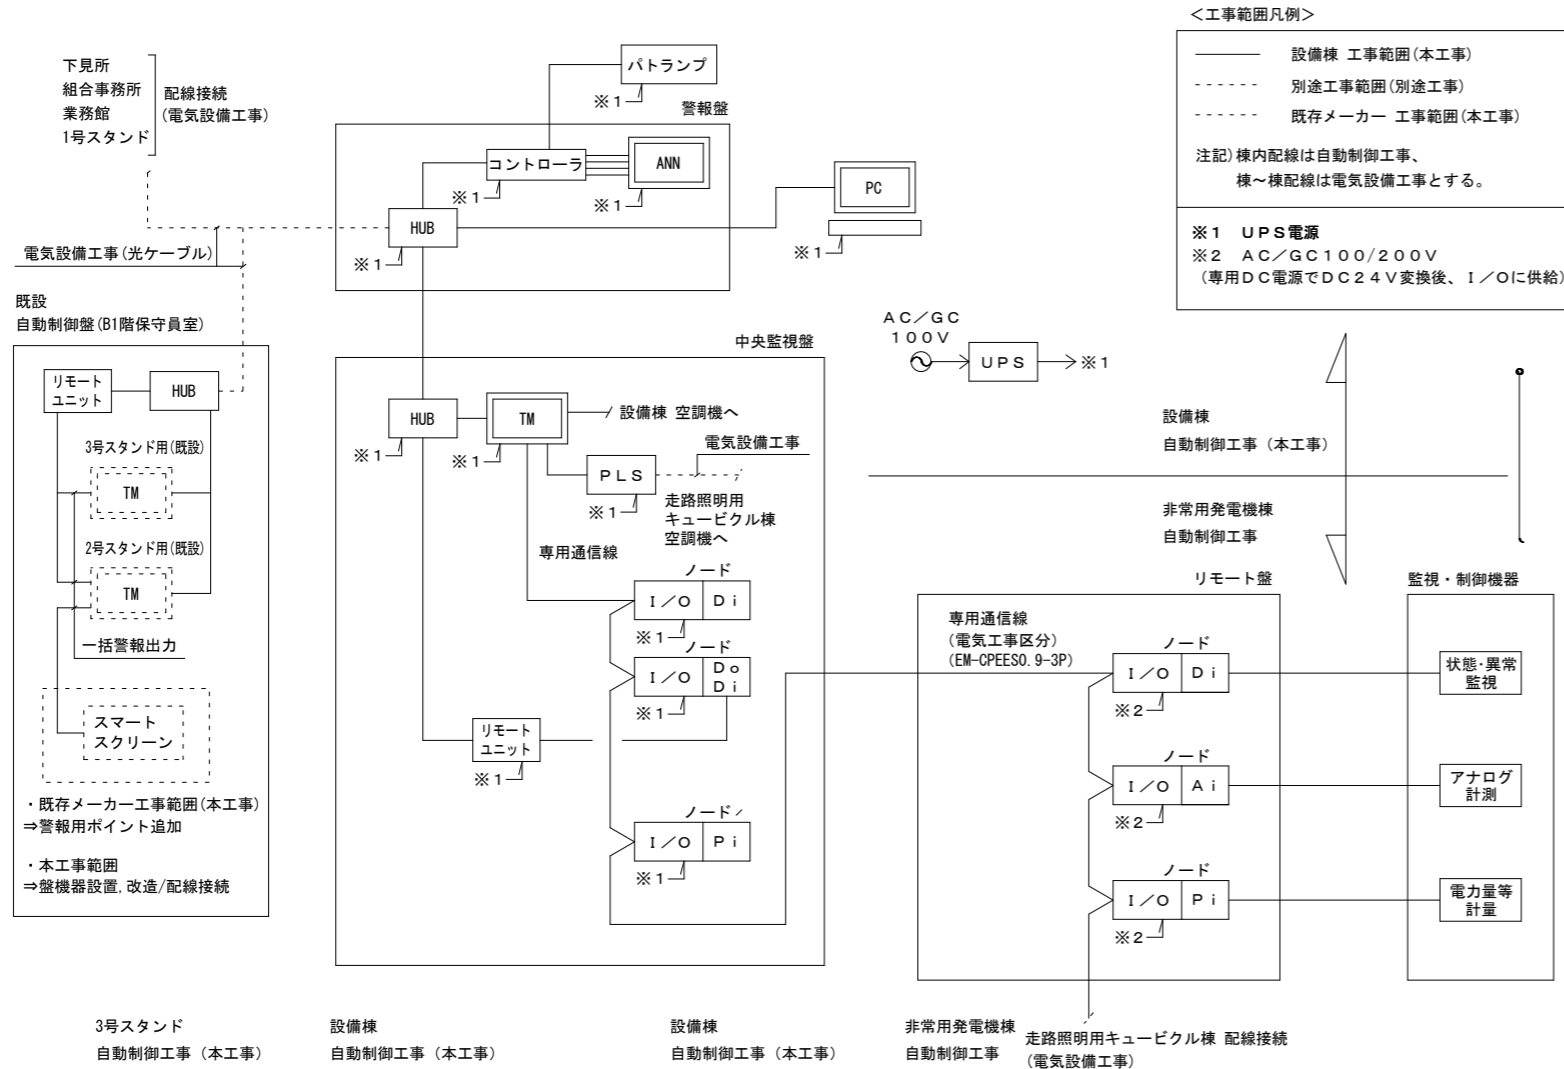 ＜工事範囲凡例＞
設備棟 工事範囲(本工事)
別途工事範囲(別途工事)
既存メーカー 工事範囲(本工事)
注記)棟内配線は自動制御工事、
棟～棟配線は電気設備工事とする。
※１ ＵＰＳ電源
※２ ＡＣ／ＧＣ１００/２００Ｖ
（専用ＤＣ電源でＤＣ２４Ｖ変換後、Ｉ／Ｏに供給)
下見所
組合事務所
業務館
1号スタンド
配線接続
(電気設備工事)
パトランプ
※１
警報盤
コントローラ
※１
ANN
※１
HUB
※１
PC
※１
電気設備工事(光ケーブル)
既設
自動制御盤(B1階保守員室)
リモート
ユニット
HUB
3号スタンド用(既設)
TM
2号スタンド用(既設)
TM
一括警報出力
スマート
スクリーン
・既存メーカー工事範囲(本工事)
⇒警報用ポイント追加
・本工事範囲
⇒盤機器設置,改造/配線接続
中央監視盤
HUB
※１
TM
※１
設備棟 空調機へ
電気設備工事
ＰＬＳ
※１
走路照明用
キュービクル棟
空調機へ
専用通信線
ノード
Ｉ／Ｏ Ｄｉ
※１
ノード
Ｉ／Ｏ Ｄｏ
Ｄｉ
※１
リモート
ユニット
※１
ノード
Ｉ／Ｏ Ｐｉ
※１
ＡＣ／ＧＣ
１００Ｖ
ＵＰＳ
※１
設備棟
自動制御工事（本工事）
非常用発電機棟
自動制御工事
リモート盤
専用通信線
(電気工事区分)
(EM-CPEES0.9-3P)
ノード
Ｉ／Ｏ Ｄｉ
※２
ノード
Ｉ／Ｏ Ａｉ
※２
ノード
Ｉ／Ｏ Ｐｉ
※２
監視・制御機器
状態・異常
監視
アナログ
計測
電力量等
計量
3号スタンド
自動制御工事（本工事）
設備棟
自動制御工事（本工事）
設備棟
自動制御工事（本工事）
非常用発電機棟
自動制御工事
走路照明用キュービクル棟 配線接続
(電気設備工事)